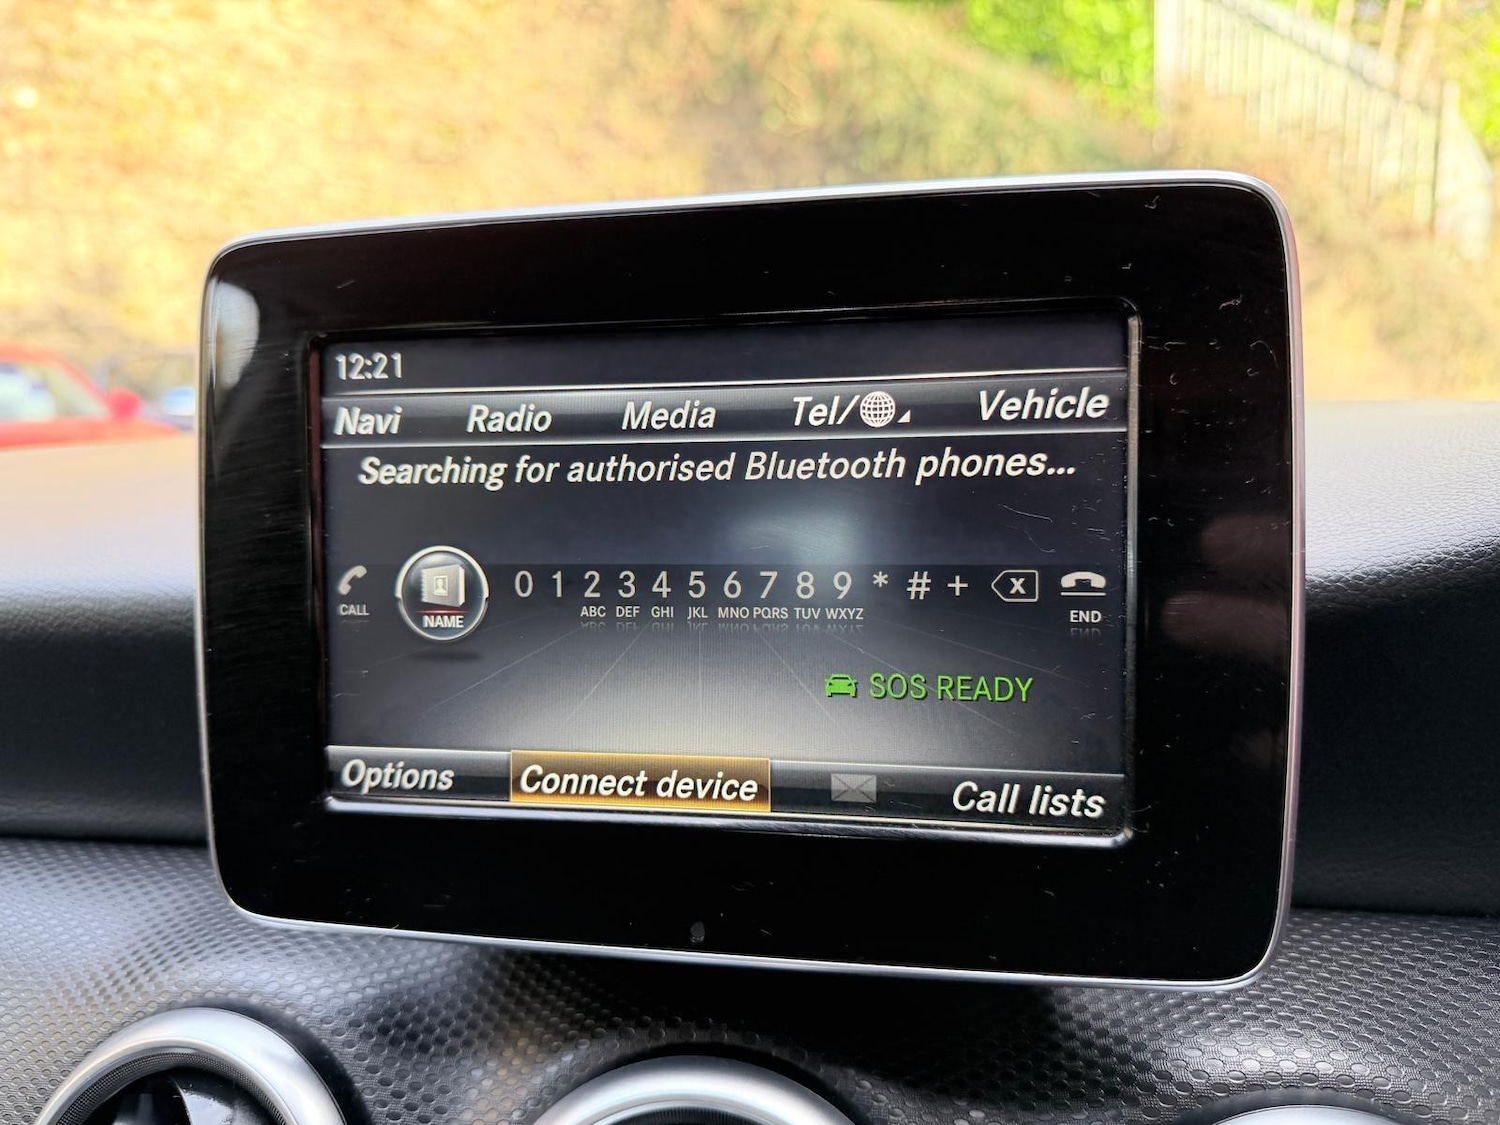 12:21
Navi Radio Media Tel/ Vehicle
Searching for authorised Bluetooth phones...
0 1 2 3 4 5 6 7 8 9 * # + X
CALL NAME ABC DEF GHI JKL MNO PQRS TUV WXYZ END
SOS READY
Options Connect device Call lists